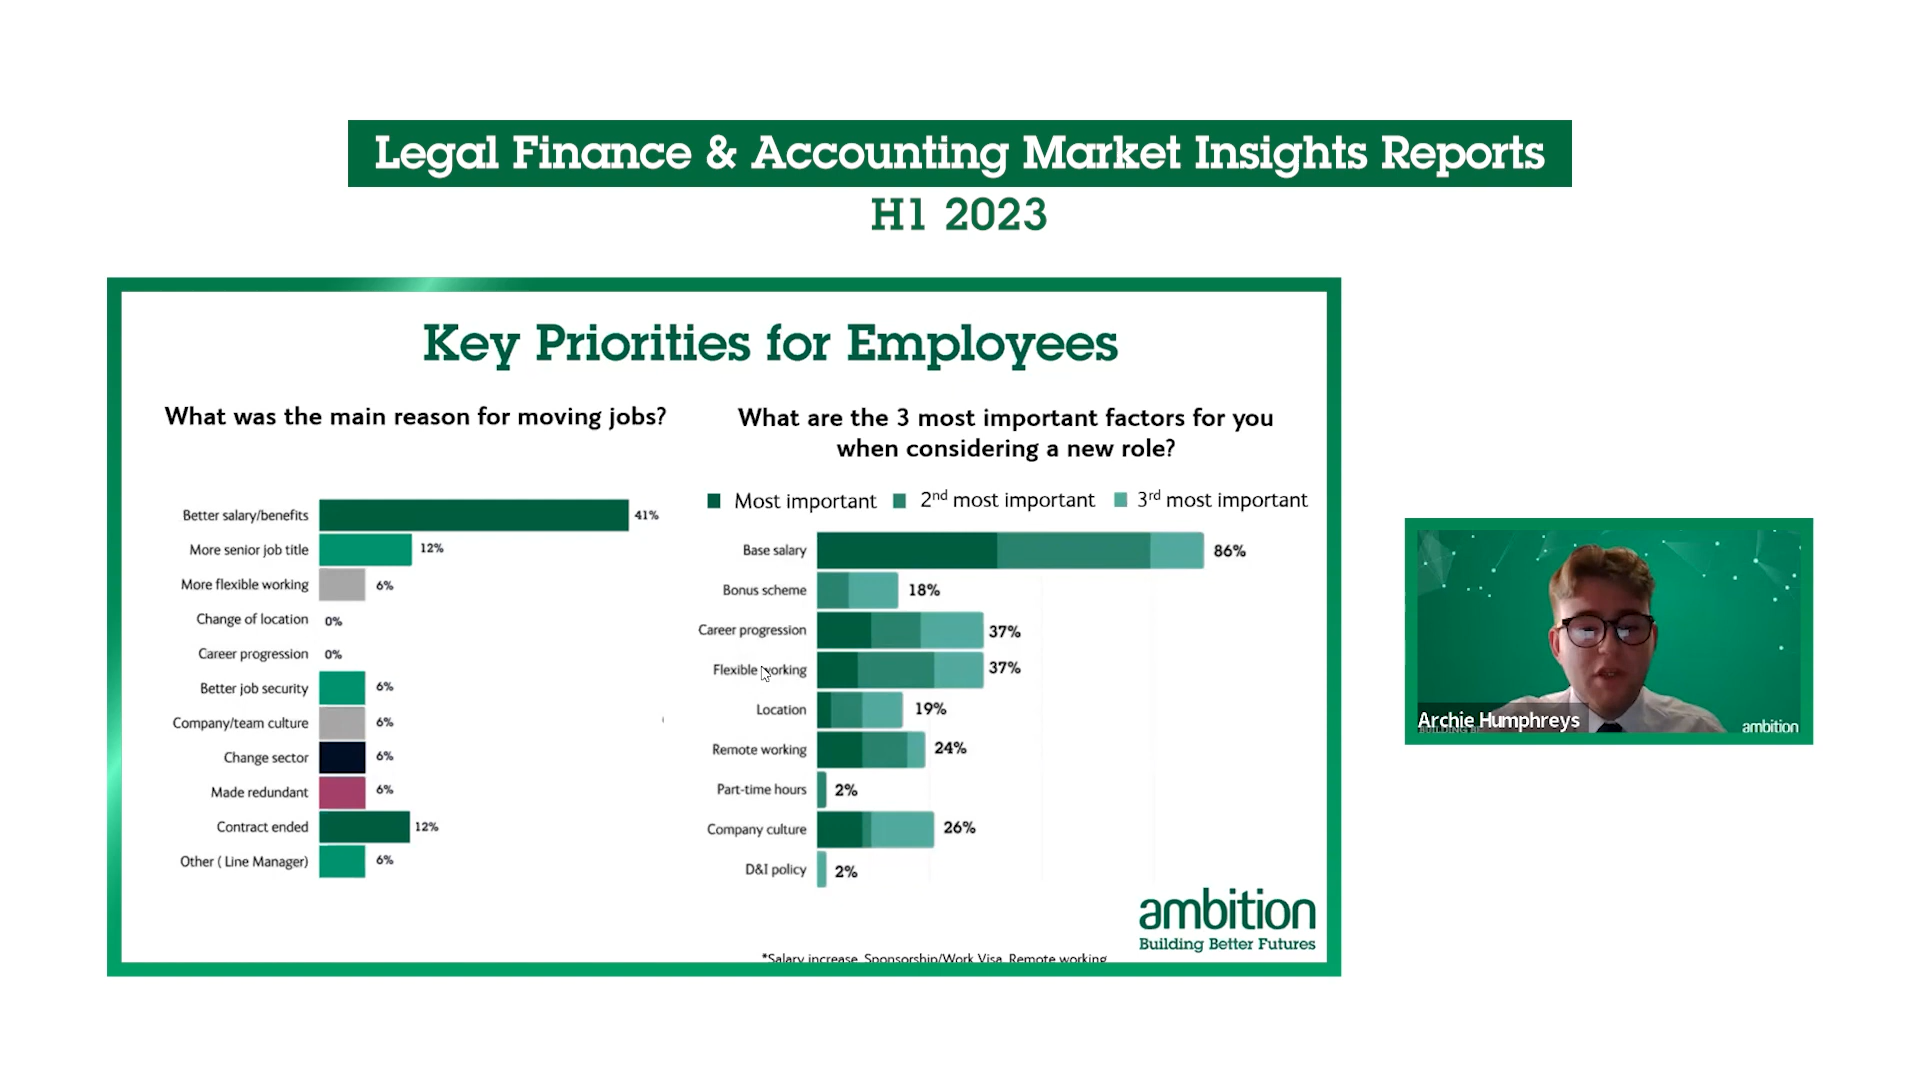 Legal Finance & Accounting Market Insights Reports
H1 2023
Key Priorities for Employees
What was the main reason for moving jobs?
Better salary/benefits 41%
More senior job title 12%
More flexible working 6%
Change of location 0%
Career progression 0%
Better job security 6%
Company/team culture 6%
Change sector 6%
Made redundant 6%
Contract ended 12%
Other ( Line Manager) 6%
What are the 3 most important factors for you
when considering a new role?
Most important 2nd most important 3rd most important
Base salary 86%
Bonus scheme 18%
Career progression 37%
Flexible working 37%
Location 19%
Remote working 24%
Part-time hours 2%
Company culture 26%
D&I policy 2%
ambition
Building Better Futures
*Salary increase, Sponsorship/Work Visa, Remote working
Archie Humphreys
ambition